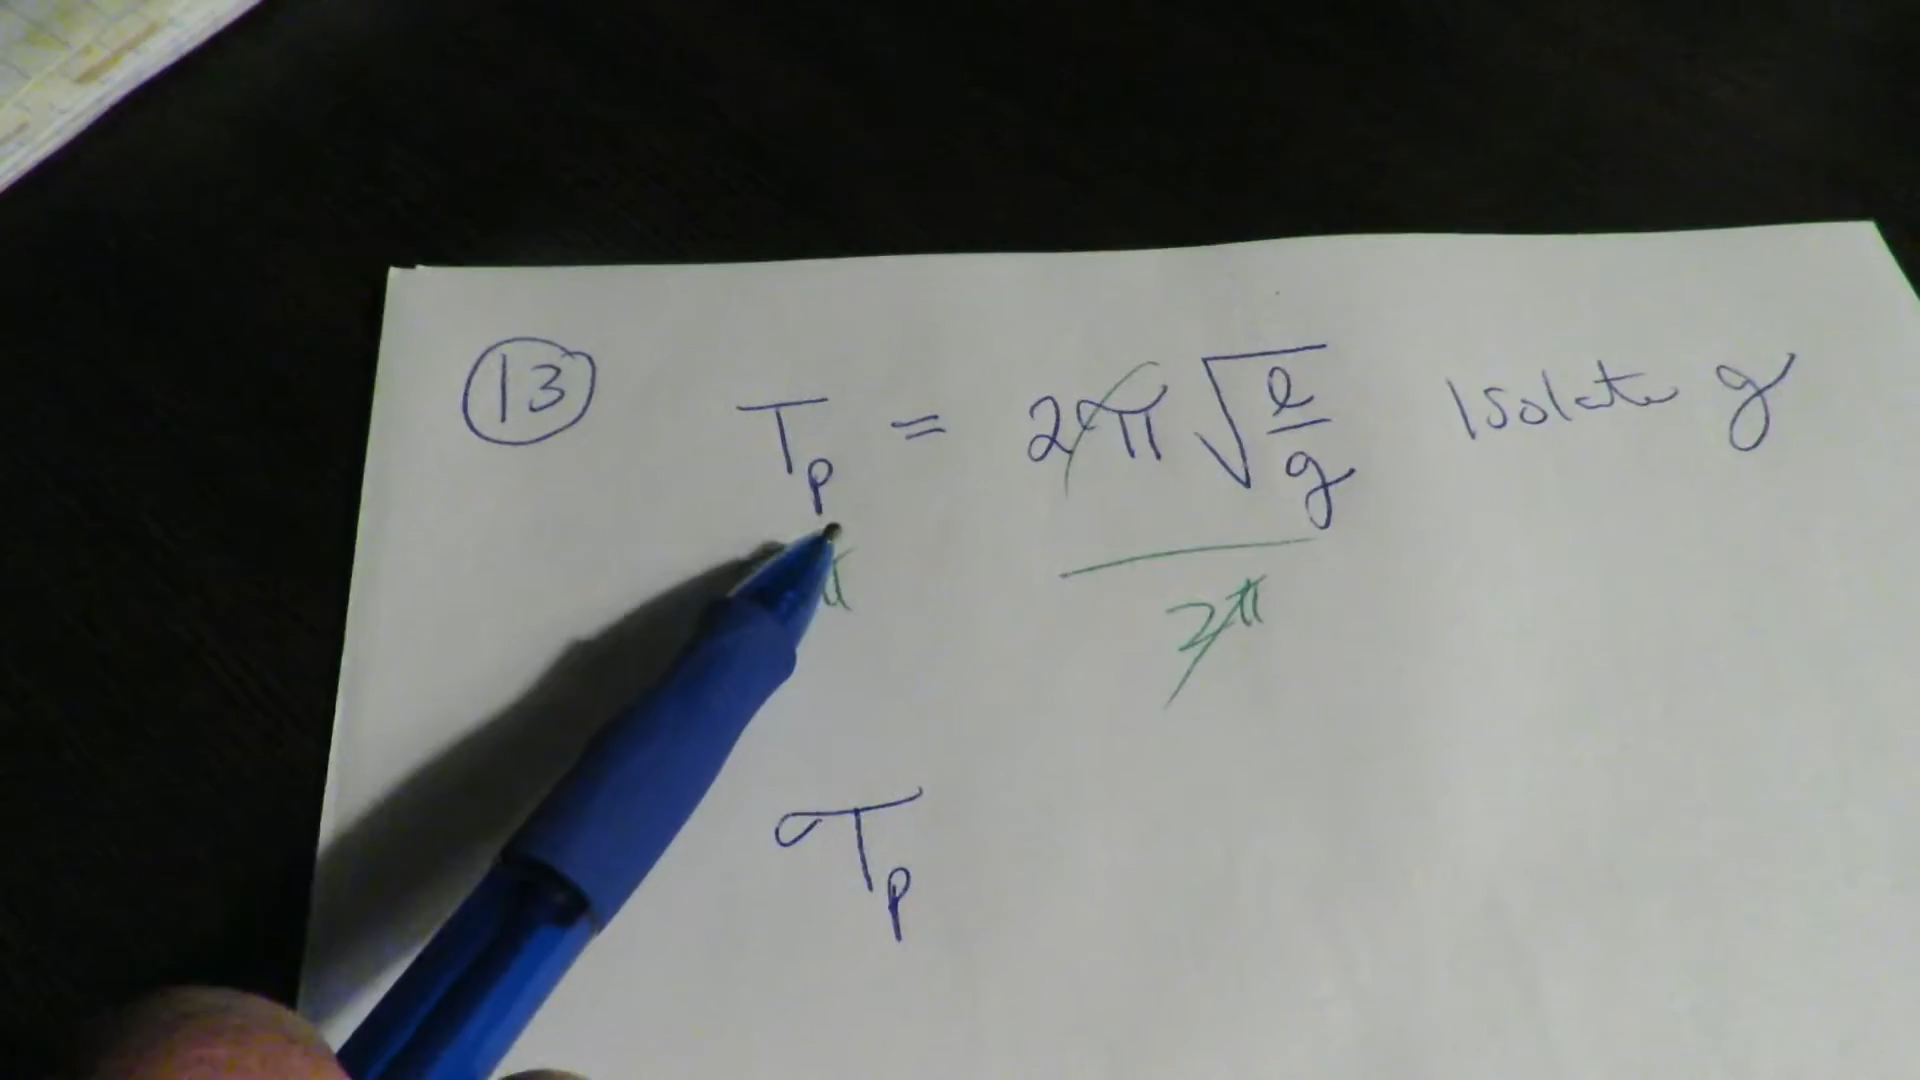 13 Tp = 2π√(l/g) Isolate g
π 2π
Tp